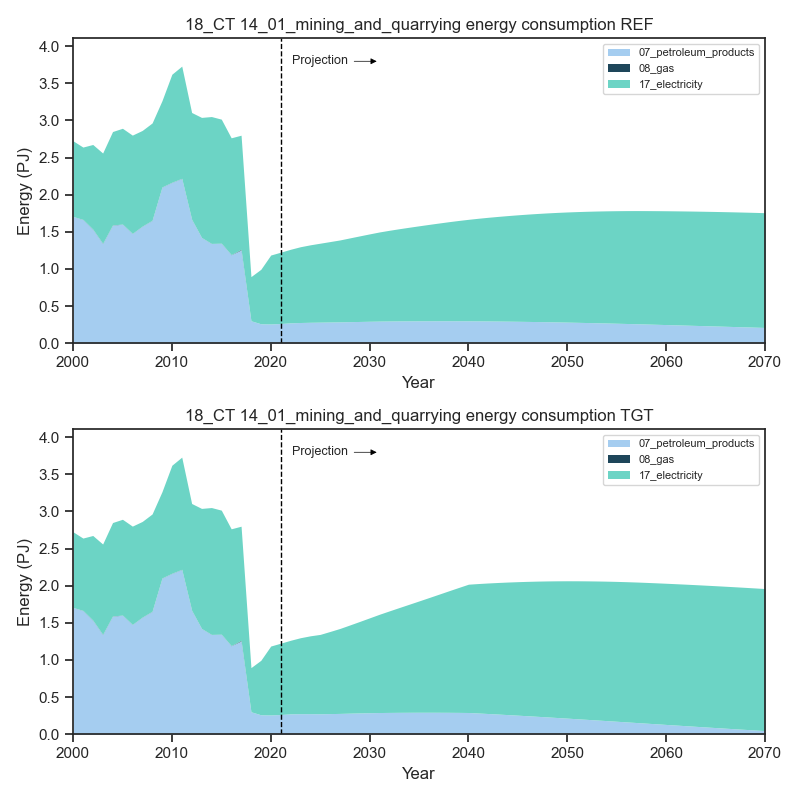 18_CT 14_01_mining_and_quarrying energy consumption REF
4.0
3.5
3.0
2.5
2.0
1.5
1.0
0.5
0.0
Energy (PJ)
Projection
07_petroleum_products
08_gas
17_electricity
2000 2010 2020 2030 2040 2050 2060 2070
Year
18_CT 14_01_mining_and_quarrying energy consumption TGT
4.0
3.5
3.0
2.5
2.0
1.5
1.0
0.5
0.0
Energy (PJ)
Projection
07_petroleum_products
08_gas
17_electricity
2000 2010 2020 2030 2040 2050 2060 2070
Year